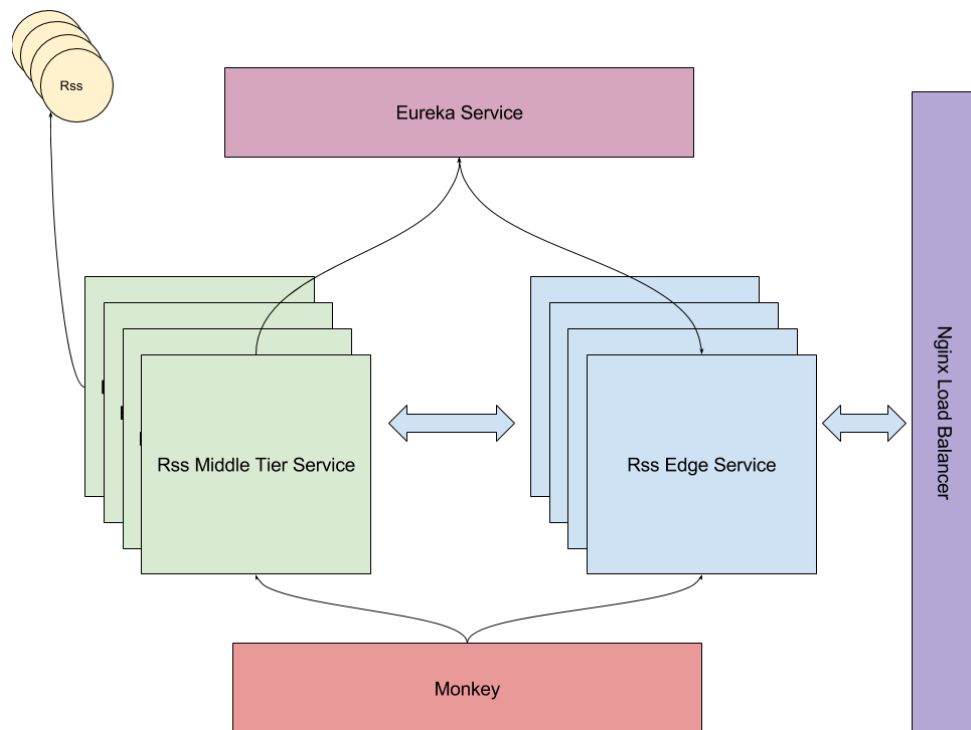 Rss
Eureka Service
Rss Middle Tier Service
Rss Edge Service
Nginx Load Balancer
Monkey